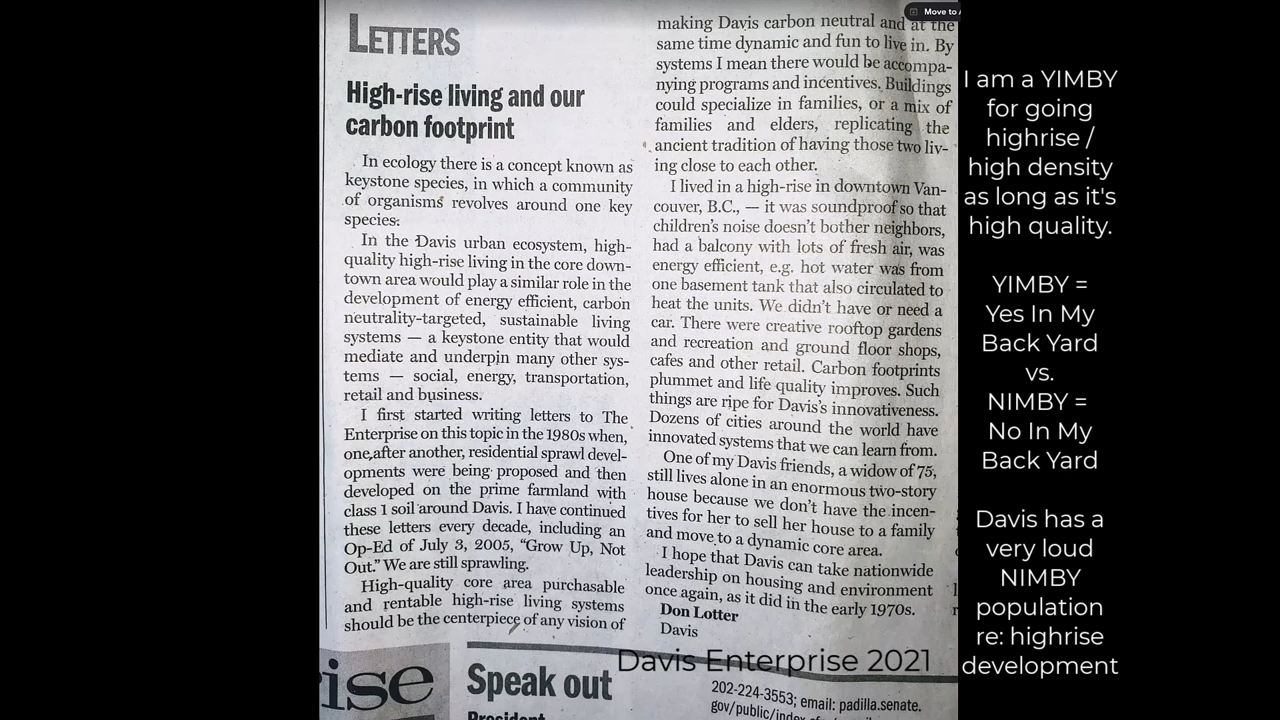 LETTERS
High-rise living and our
carbon footprint
In ecology there is a concept known as
keystone species, in which a community
of organisms revolves around one key
species.
In the Davis urban ecosystem, high-
quality high-rise living in the core down-
town area would play a similar role in the
development of energy efficient, carbon
neutrality-targeted, sustainable living
systems — a keystone entity that would
mediate and underpin many other sys-
tems — social, energy, transportation,
retail and business.
I first started writing letters to The
Enterprise on this topic in the 1980s when,
one after another, residential sprawl devel-
opments were being proposed and then
developed on the prime farmland with
class 1 soil around Davis. I have continued
these letters every decade, including an
Op-Ed of July 3, 2005, “Grow Up, Not
Out.” We are still sprawling.
High-quality core area purchasable
and rentable high-rise living systems
should be the centerpiece of any vision of
making Davis carbon neutral and at the
same time dynamic and fun to live in. By
systems I mean there would be accompa-
nying programs and incentives. Buildings
could specialize in families, or a mix of
families and elders, replicating the
ancient tradition of having those two liv-
ing close to each other.
I lived in a high-rise in downtown Van-
couver, B.C., — it was soundproof so that
children’s noise doesn’t bother neighbors,
had a balcony with lots of fresh air, was
energy efficient, e.g. hot water was from
one basement tank that also circulated to
heat the units. We didn’t have or need a
car. There were creative rooftop gardens
and recreation and ground floor shops,
cafes and other retail. Carbon footprints
plummet and life quality improves. Such
things are ripe for Davis’s innovativeness.
Dozens of cities around the world have
innovated systems that we can learn from.
One of my Davis friends, a widow of 75,
still lives alone in an enormous two-story
house because we don’t have the incen-
tives for her to sell her house to a family
and move to a dynamic core area.
I hope that Davis can take nationwide
leadership on housing and environment
once again, as it did in the early 1970s.
Don Lotter
Davis
Davis Enterprise 2021
rise
Speak out
President
202-224-3553; email: padilla.senate.
Move to
I am a YIMBY
for going
highrise /
high density
as long as it's
high quality.
YIMBY =
Yes In My
Back Yard
vs.
NIMBY =
No In My
Back Yard
Davis has a
very loud
NIMBY
population
re: highrise
development